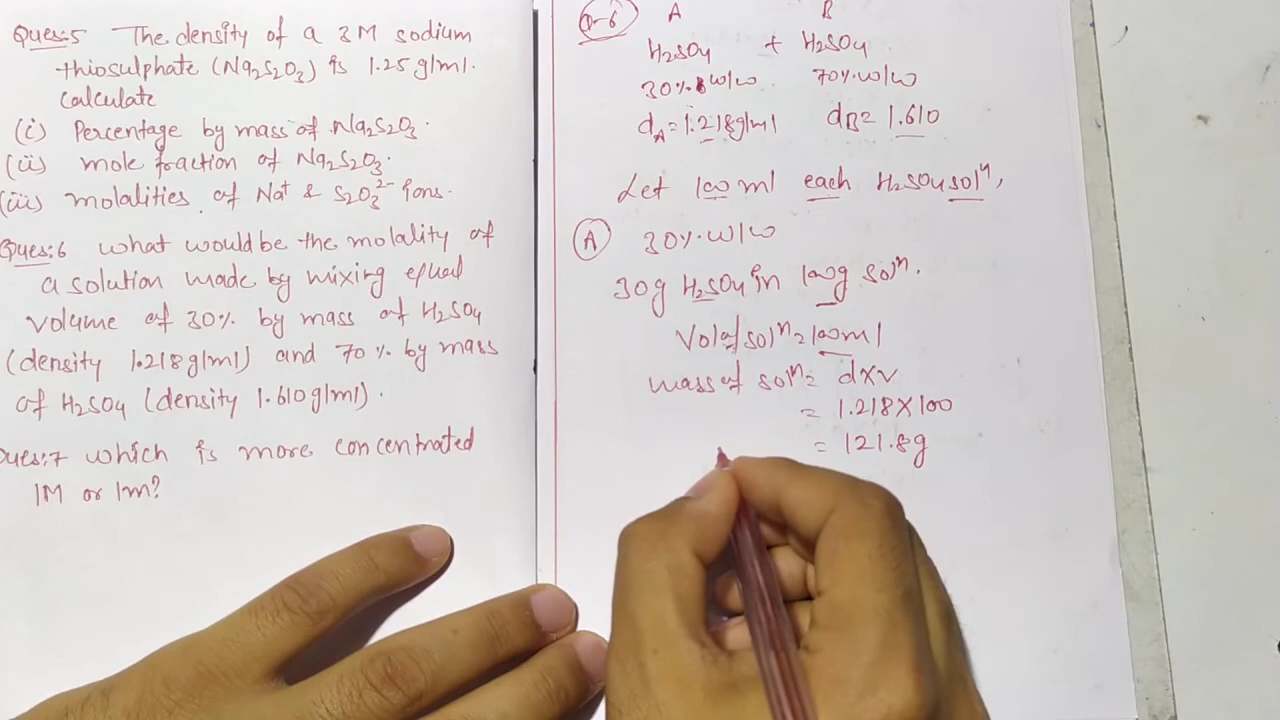 Ques:5 The density of a 3M sodium
thiosulphate (Na2S2O3) is 1.25 g/ml.
calculate
(i) Percentage by mass of Na2S2O3.
(ii) mole fraction of Na2S2O3.
(iii) molalities of Na+ & S2O3 2- ions.
Ques:6 what would be the molality of
a solution made by mixing equal
volume of 30% by mass of H2SO4
(density 1.218g/ml) and 70% by mass
of H2SO4 (density 1.610g/ml).
Ques:7 which is more concentrated
1M or 1m?
Q-6 A B
H2SO4 + H2SO4
30% w/w 70% w/w
dA = 1.218g/ml dB = 1.610
Let 100 ml each H2SO4 soln,
A 30% w/w
30g H2SO4 in 100g soln.
Vol of soln = 100ml
mass of soln = d×v
= 1.218×100
= 121.8g